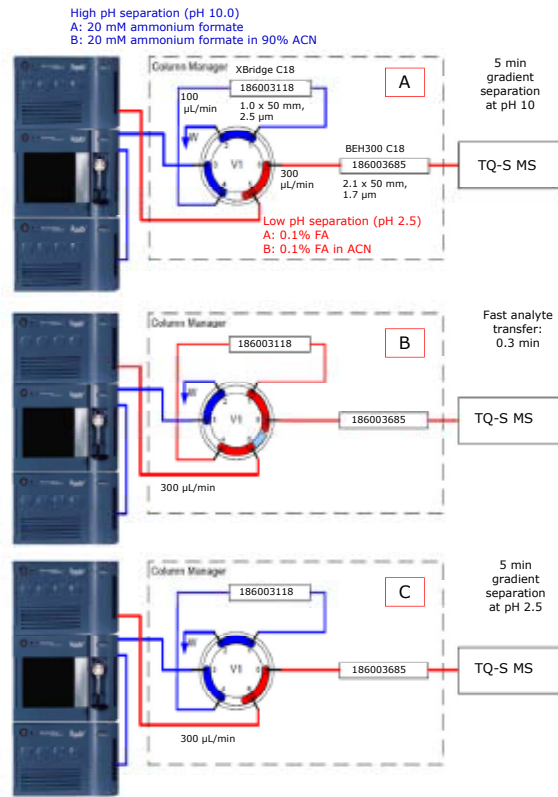 High pH separation (pH 10.0)
A: 20 mM ammonium formate
B: 20 mM ammonium formate in 90% ACN
Column Manager
XBridge C18
186003118
1.0 x 50 mm,
2.5 µm
100
µL/min
A
5 min
gradient
separation
at pH 10
W
V1
300
µL/min
BEH300 C18
186003685
2.1 x 50 mm,
1.7 µm
TQ-S MS
Low pH separation (pH 2.5)
A: 0.1% FA
B: 0.1% FA in ACN
Column Manager
186003118
B
Fast analyte
transfer:
0.3 min
W
V1
186003685
TQ-S MS
300 µL/min
Column Manager
186003118
C
5 min
gradient
separation
at pH 2.5
W
V1
186003685
TQ-S MS
300 µL/min